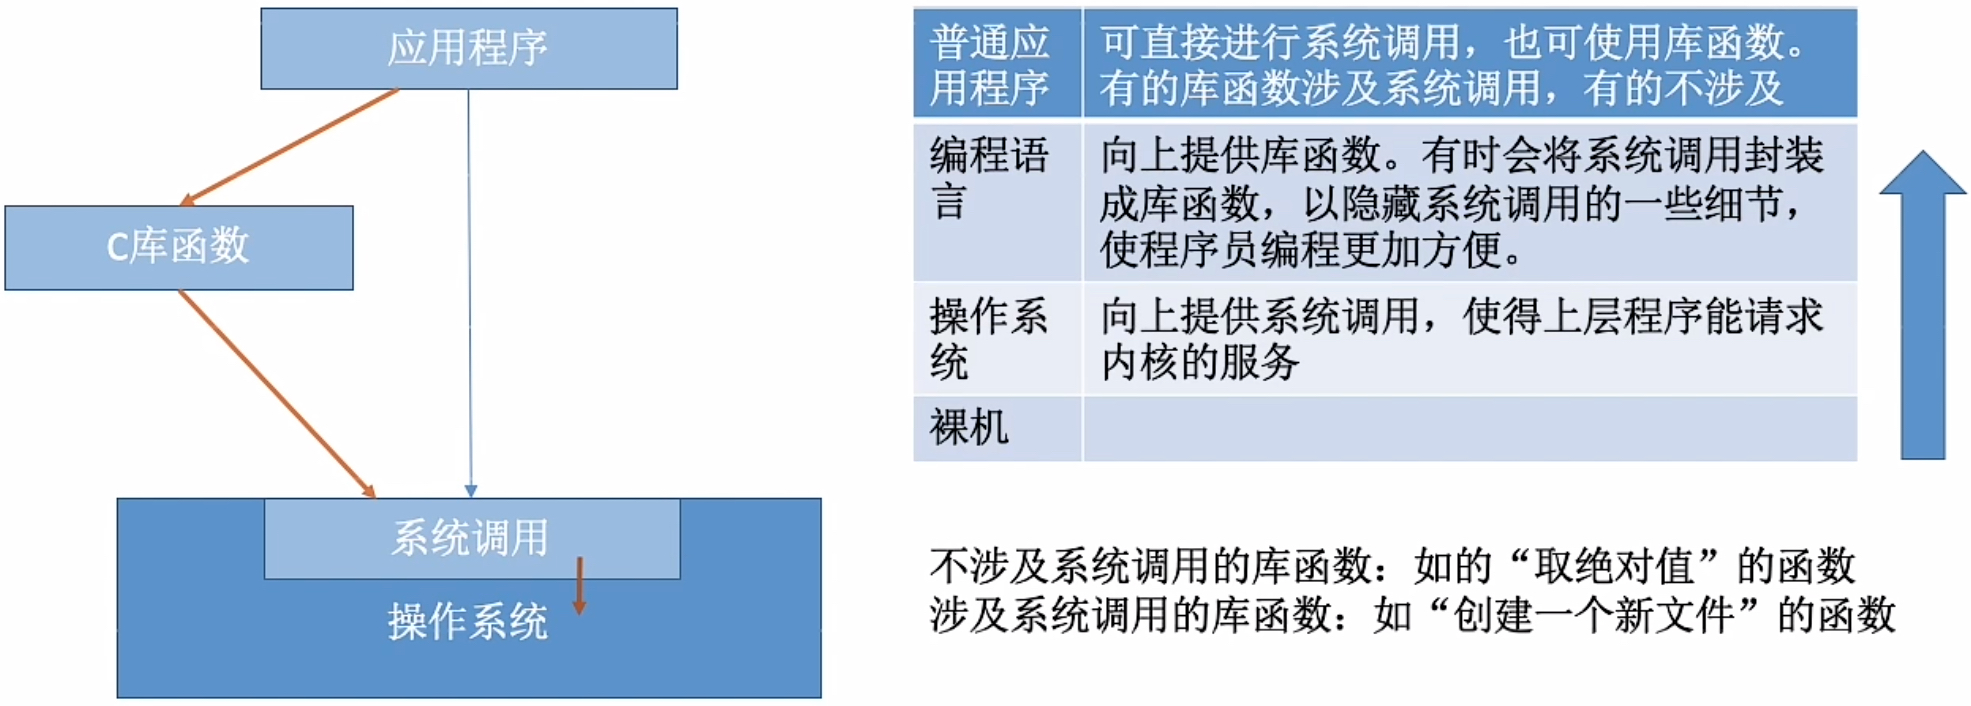 应用程序
C库函数
系统调用
操作系统
普通应
用程序
可直接进行系统调用，也可使用库函数。
有的库函数涉及系统调用，有的不涉及
编程语
言
向上提供库函数。有时会将系统调用封装
成库函数，以隐藏系统调用的一些细节，
使程序员编程更加方便。
操作系
统
向上提供系统调用，使得上层程序能请求
内核的服务
裸机
不涉及系统调用的库函数：如的“取绝对值”的函数
涉及系统调用的库函数：如“创建一个新文件”的函数